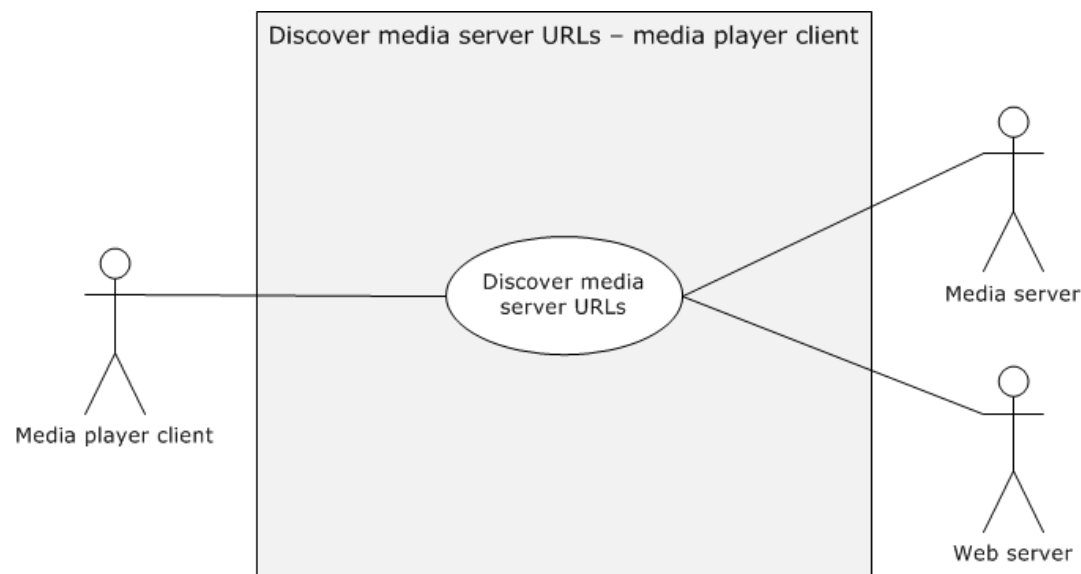 Discover media server URLs – media player client
Discover media
server URLs
Media server
Media player client
Web server